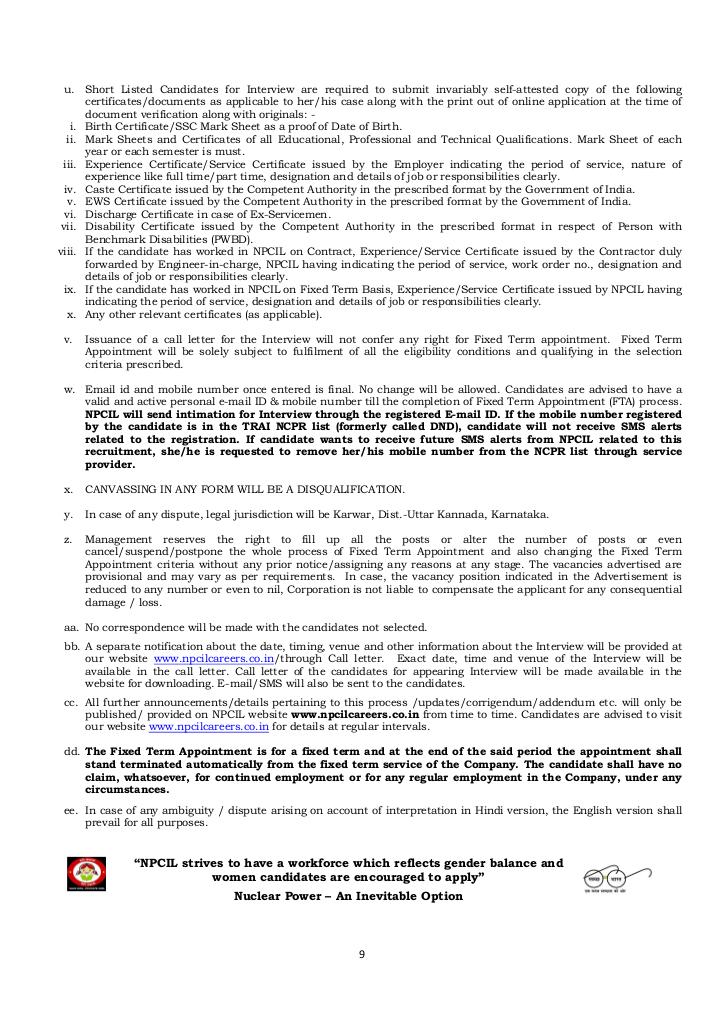 u. Short Listed Candidates for Interview are required to submit invariably self-attested copy of the following
certificates/documents as applicable to her/his case along with the print out of online application at the time of
document verification along with originals: -
i. Birth Certificate/SSC Mark Sheet as a proof of Date of Birth.
ii. Mark Sheets and Certificates of all Educational, Professional and Technical Qualifications. Mark Sheet of each
year or each semester is must.
iii. Experience Certificate/Service Certificate issued by the Employer indicating the period of service, nature of
experience like full time/part time, designation and details of job or responsibilities clearly.
iv. Caste Certificate issued by the Competent Authority in the prescribed format by the Government of India.
v. EWS Certificate issued by the Competent Authority in the prescribed format by the Government of India.
vi. Discharge Certificate in case of Ex-Servicemen.
vii. Disability Certificate issued by the Competent Authority in the prescribed format in respect of Person with
Benchmark Disabilities (PWBD).
viii. If the candidate has worked in NPCIL on Contract, Experience/Service Certificate issued by the Contractor duly
forwarded by Engineer-in-charge, NPCIL having indicating the period of service, work order no., designation and
details of job or responsibilities clearly.
ix. If the candidate has worked in NPCIL on Fixed Term Basis, Experience/Service Certificate issued by NPCIL having
indicating the period of service, designation and details of job or responsibilities clearly.
x. Any other relevant certificates (as applicable).
v. Issuance of a call letter for the Interview will not confer any right for Fixed Term appointment. Fixed Term
Appointment will be solely subject to fulfilment of all the eligibility conditions and qualifying in the selection
criteria prescribed.
w. Email id and mobile number once entered is final. No change will be allowed. Candidates are advised to have a
valid and active personal e-mail ID & mobile number till the completion of Fixed Term Appointment (FTA) process.
NPCIL will send intimation for Interview through the registered E-mail ID. If the mobile number registered
by the candidate is in the TRAI NCPR list (formerly called DND), candidate will not receive SMS alerts
related to the registration. If candidate wants to receive future SMS alerts from NPCIL related to this
recruitment, she/he is requested to remove her/his mobile number from the NCPR list through service
provider.
x. CANVASSING IN ANY FORM WILL BE A DISQUALIFICATION.
y. In case of any dispute, legal jurisdiction will be Karwar, Dist.-Uttar Kannada, Karnataka.
z. Management reserves the right to fill up all the posts or alter the number of posts or even
cancel/suspend/postpone the whole process of Fixed Term Appointment and also changing the Fixed Term
Appointment criteria without any prior notice/assigning any reasons at any stage. The vacancies advertised are
provisional and may vary as per requirements. In case, the vacancy position indicated in the Advertisement is
reduced to any number or even to nil, Corporation is not liable to compensate the applicant for any consequential
damage / loss.
aa. No correspondence will be made with the candidates not selected.
bb. A separate notification about the date, timing, venue and other information about the Interview will be provided at
our website www.npcilcareers.co.in/through Call letter. Exact date, time and venue of the Interview will be
available in the call letter. Call letter of the candidates for appearing Interview will be made available in the
website for downloading. E-mail/SMS will also be sent to the candidates.
cc. All further announcements/details pertaining to this process /updates/corrigendum/addendum etc. will only be
published/ provided on NPCIL website www.npcilcareers.co.in from time to time. Candidates are advised to visit
our website www.npcilcareers.co.in for details at regular intervals.
dd. The Fixed Term Appointment is for a fixed term and at the end of the said period the appointment shall
stand terminated automatically from the fixed term service of the Company. The candidate shall have no
claim, whatsoever, for continued employment or for any regular employment in the Company, under any
circumstances.
ee. In case of any ambiguity / dispute arising on account of interpretation in Hindi version, the English version shall
prevail for all purposes.
“NPCIL strives to have a workforce which reflects gender balance and
women candidates are encouraged to apply”
Nuclear Power – An Inevitable Option
9